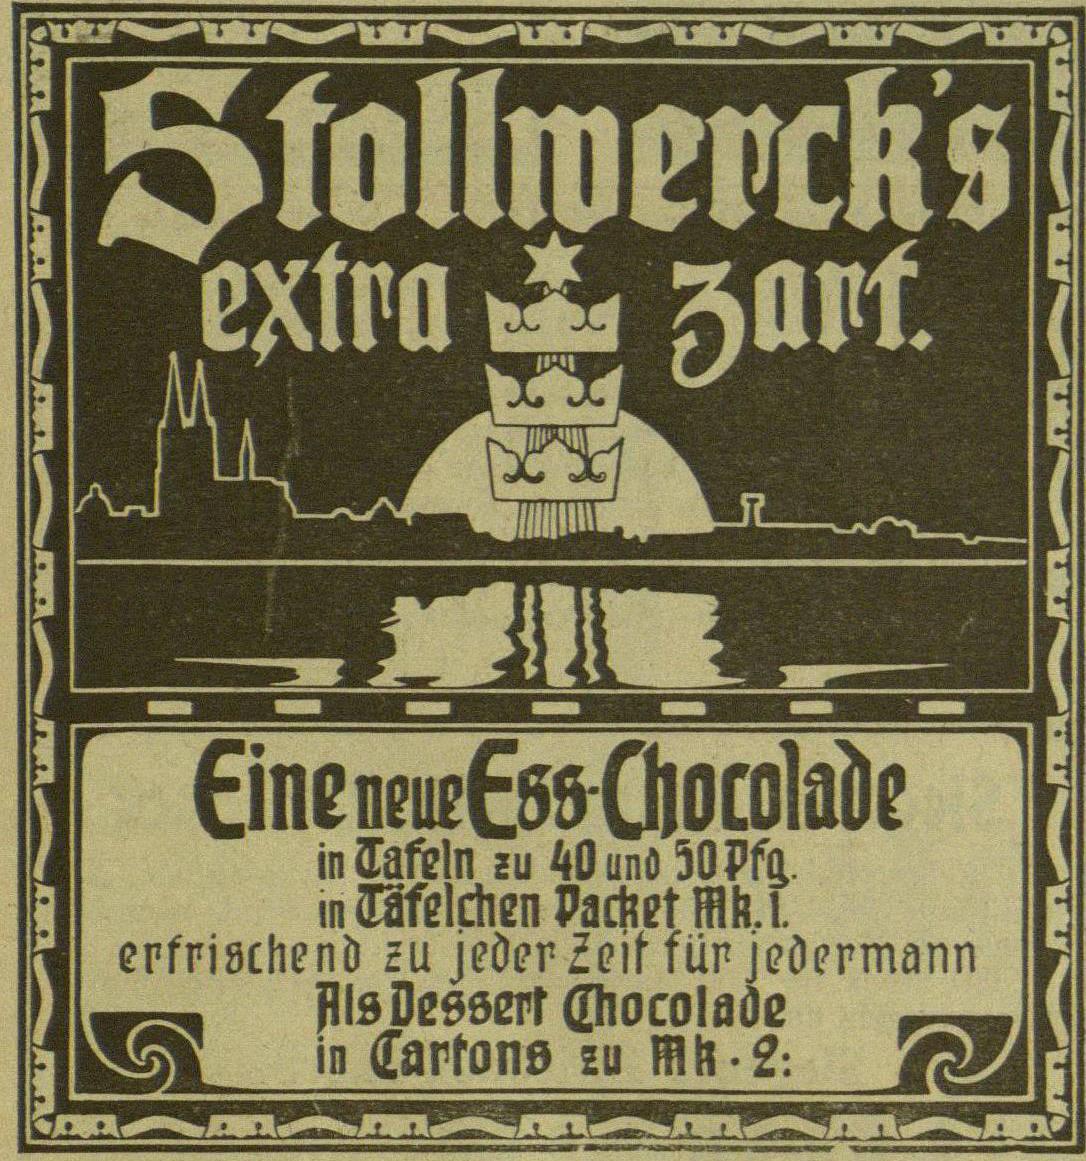 Stollwerck's
extra zart.
Eine neue Ess-Chocolade
in Tafeln zu 40 und 50 Pfg.
in Täfelchen Packet Mk. 1.
erfrischend zu jeder Zeit für jedermann
Als Dessert Chocolade
in Cartons zu Mk. 2: